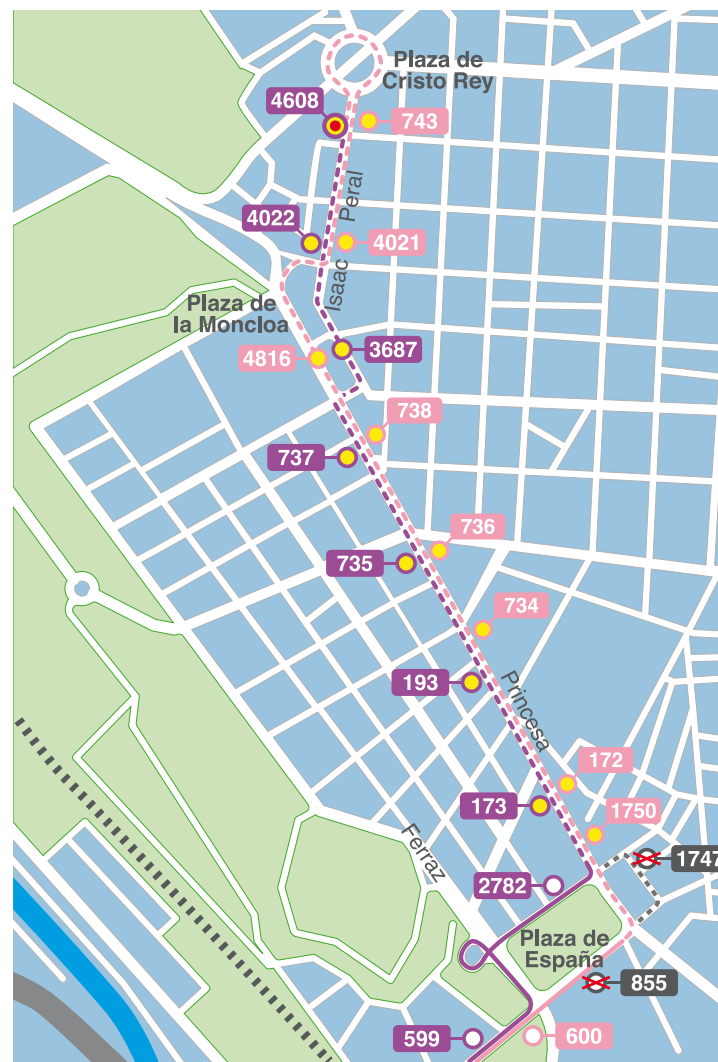 Plaza de
Cristo Rey
4608
743
Peral
4022
4021
Isaac
Plaza de
la Moncloa
3687
4816
738
737
736
735
734
193
Princesa
172
173
1750
Ferraz
1747
2782
Plaza de
España
855
599
600